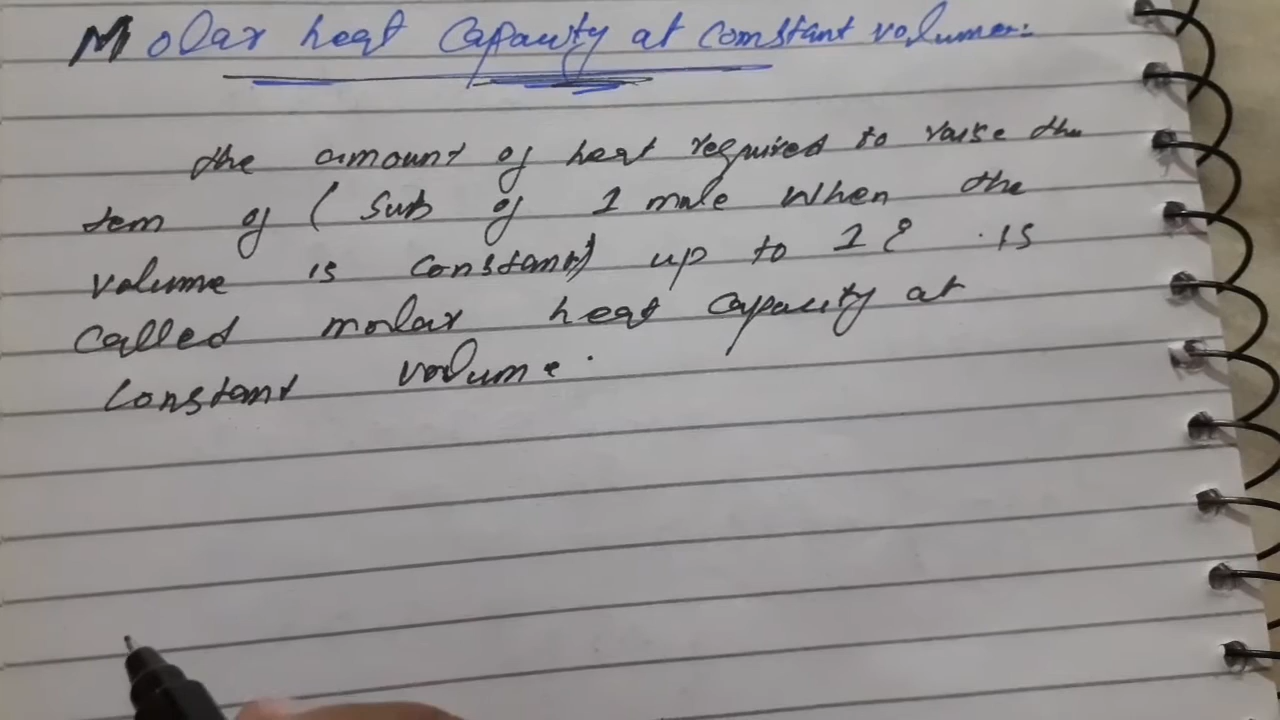 Molar heat capacity at constant volume:
the amount of heat required to raise the
tem of ( Sub of 1 mole when the
volume is constant) up to 1° is
called molar heat capacity at
constant volume.